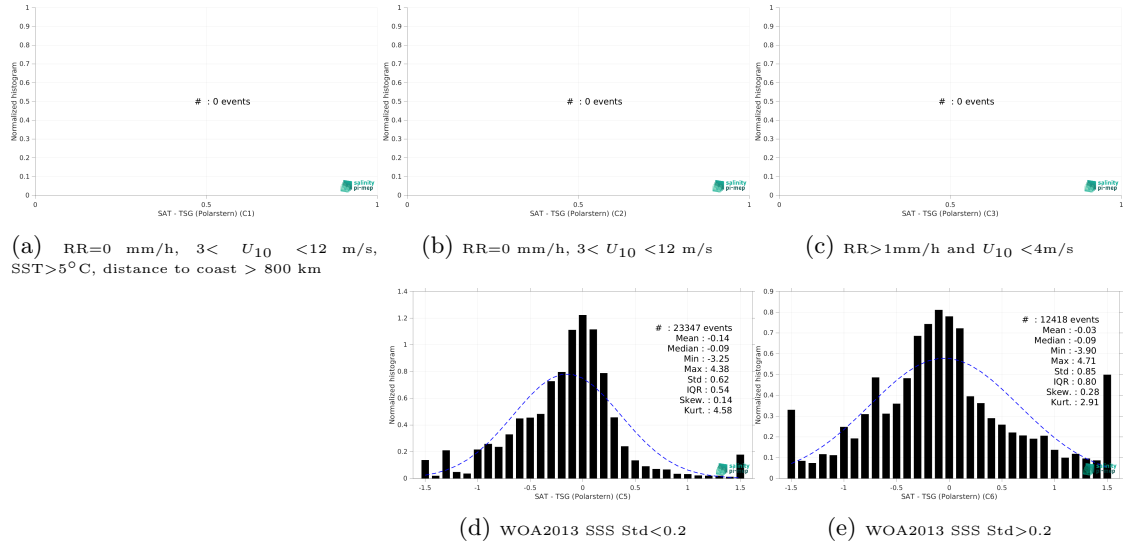 1
0.9
0.8
0.7
0.6
0.5
0.4
0.3
0.2
0.1
0
Normalized histogram
# : 0 events
salinity
pi-mep
0 0.5 1
SAT - TSG (Polarstern) (C1)
1
0.9
0.8
0.7
0.6
0.5
0.4
0.3
0.2
0.1
0
Normalized histogram
# : 0 events
salinity
pi-mep
0 0.5 1
SAT - TSG (Polarstern) (C2)
1
0.9
0.8
0.7
0.6
0.5
0.4
0.3
0.2
0.1
0
Normalized histogram
# : 0 events
salinity
pi-mep
0 0.5 1
SAT - TSG (Polarstern) (C3)
(a) RR=0 mm/h, 3< U10 <12 m/s,
SST>5°C, distance to coast > 800 km
(b) RR=0 mm/h, 3< U10 <12 m/s
(c) RR>1mm/h and U10 <4m/s
1.4
1.2
1
0.8
0.6
0.4
0.2
0
Normalized histogram
# : 23347 events
Mean : -0.14
Median : -0.09
Min : -3.25
Max : 4.38
Std : 0.62
IQR : 0.54
Skew. : 0.14
Kurt. : 4.58
salinity
pi-mep
-1.5 -1 -0.5 0 0.5 1 1.5
SAT - TSG (Polarstern) (C5)
0.9
0.8
0.7
0.6
0.5
0.4
0.3
0.2
0.1
0
Normalized histogram
# : 12418 events
Mean : -0.03
Median : -0.09
Min : -3.90
Max : 4.71
Std : 0.85
IQR : 0.80
Skew. : 0.28
Kurt. : 2.91
salinity
pi-mep
-1.5 -1 -0.5 0 0.5 1 1.5
SAT - TSG (Polarstern) (C6)
(d) WOA2013 SSS Std<0.2
(e) WOA2013 SSS Std>0.2